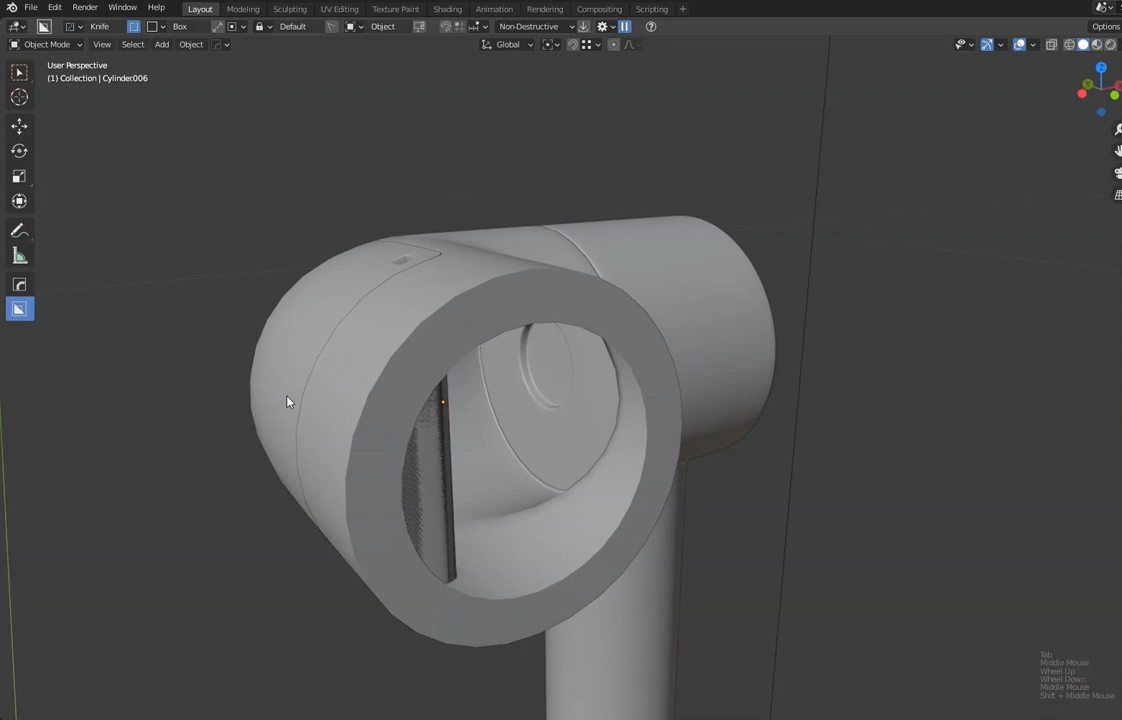 File Edit Render Window Help Layout Modeling Sculpting UV Editing Texture Paint Shading Animation Rendering Compositing Scripting +
Knife Box Default Object Non-Destructive Options
Object Mode View Select Add Object Global
User Perspective
(1) Collection | Cylinder.006
Z
Y
Tab
Middle Mouse
Wheel Up
Wheel Down
Middle Mouse
Shift + Middle Mouse